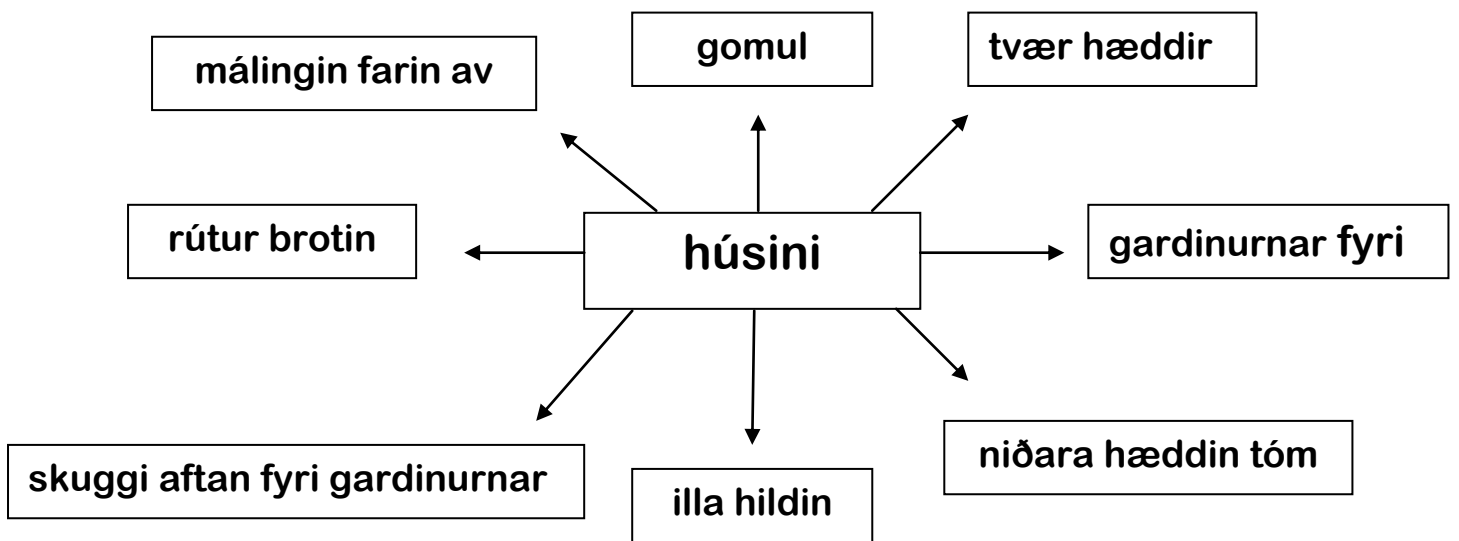 gomul
tvær hæddir
málingin farin av
rútur brotin
húsini
gardinurnar fyri
skuggi aftan fyri gardinurnar
illa hildin
niðara hæddin tóm